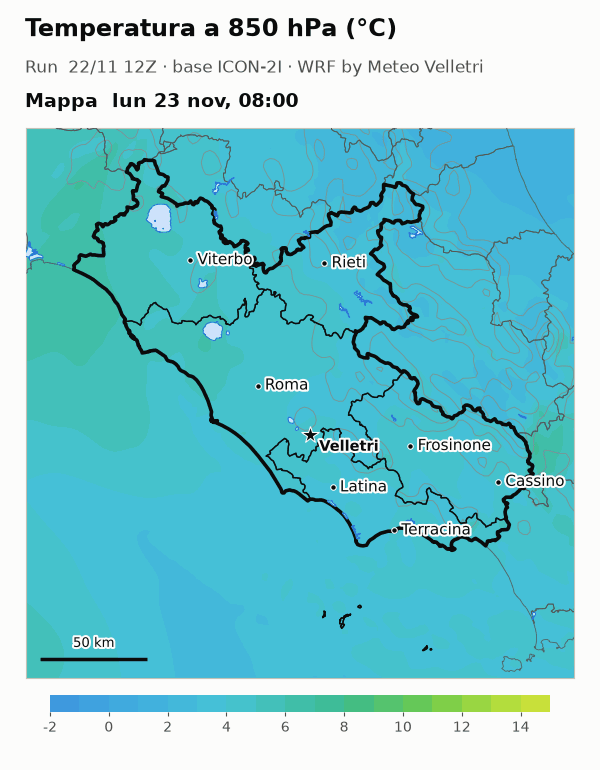 Temperatura a 850 hPa (°C)
Run  22/11 12Z · base ICON-2I · WRF by Meteo Velletri
Mappa  lun 23 nov, 08:00
Viterbo
Rieti
Roma
Velletri
Frosinone
Cassino
Latina
Terracina
50 km
-2 0 2 4 6 8 10 12 14